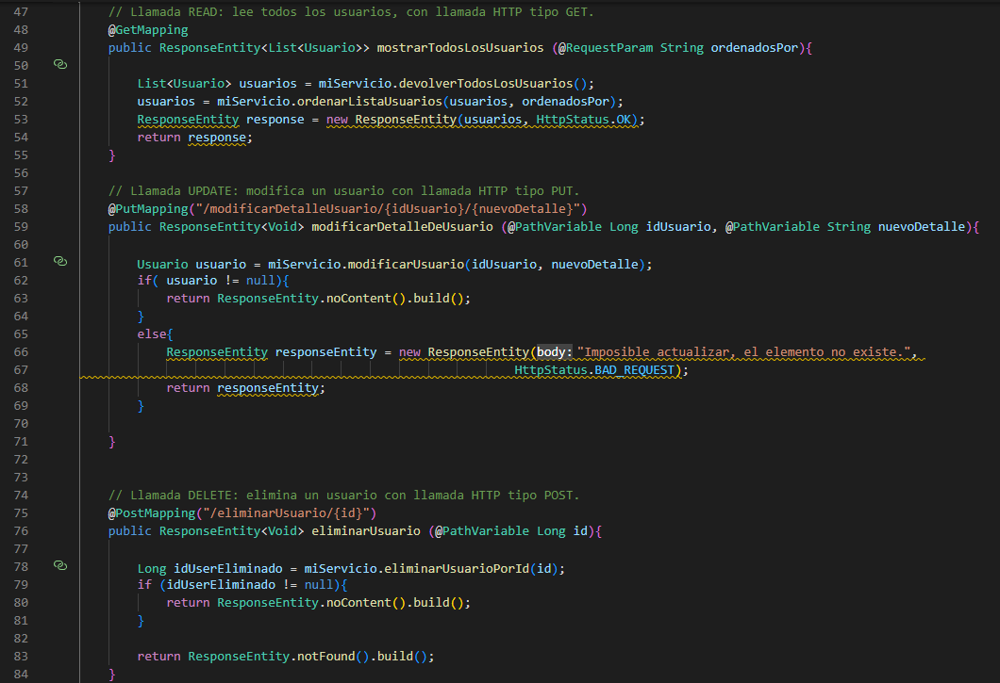 47 // Llamada READ: lee todos los usuarios, con llamada HTTP tipo GET.
48 @GetMapping
49 public ResponseEntity<List<Usuario>> mostrarTodosLosUsuarios (@RequestParam String ordenadosPor){
50
51 List<Usuario> usuarios = miServicio.devolverTodosLosUsuarios();
52 usuarios = miServicio.ordenarListaUsuarios(usuarios, ordenadosPor);
53 ResponseEntity response = new ResponseEntity(usuarios, HttpStatus.OK);
54 return response;
55 }
56
57 // Llamada UPDATE: modifica un usuario con llamada HTTP tipo PUT.
58 @PutMapping("/modificarDetalleUsuario/{idUsuario}/{nuevoDetalle}")
59 public ResponseEntity<Void> modificarDetalleDeUsuario (@PathVariable Long idUsuario, @PathVariable String nuevoDetalle){
60
61 Usuario usuario = miServicio.modificarUsuario(idUsuario, nuevoDetalle);
62 if( usuario != null){
63 return ResponseEntity.noContent().build();
64 }
65 else{
66 ResponseEntity responseEntity = new ResponseEntity(body: "Imposible actualizar, el elemento no existe.",
67 HttpStatus.BAD_REQUEST);
68 return responseEntity;
69 }
70
71 }
72
73
74 // Llamada DELETE: elimina un usuario con llamada HTTP tipo POST.
75 @PostMapping("/eliminarUsuario/{id}")
76 public ResponseEntity<Void> eliminarUsuario (@PathVariable Long id){
77
78 Long idUserEliminado = miServicio.eliminarUsuarioPorId(id);
79 if (idUserEliminado != null){
80 return ResponseEntity.noContent().build();
81 }
82
83 return ResponseEntity.notFound().build();
84 }